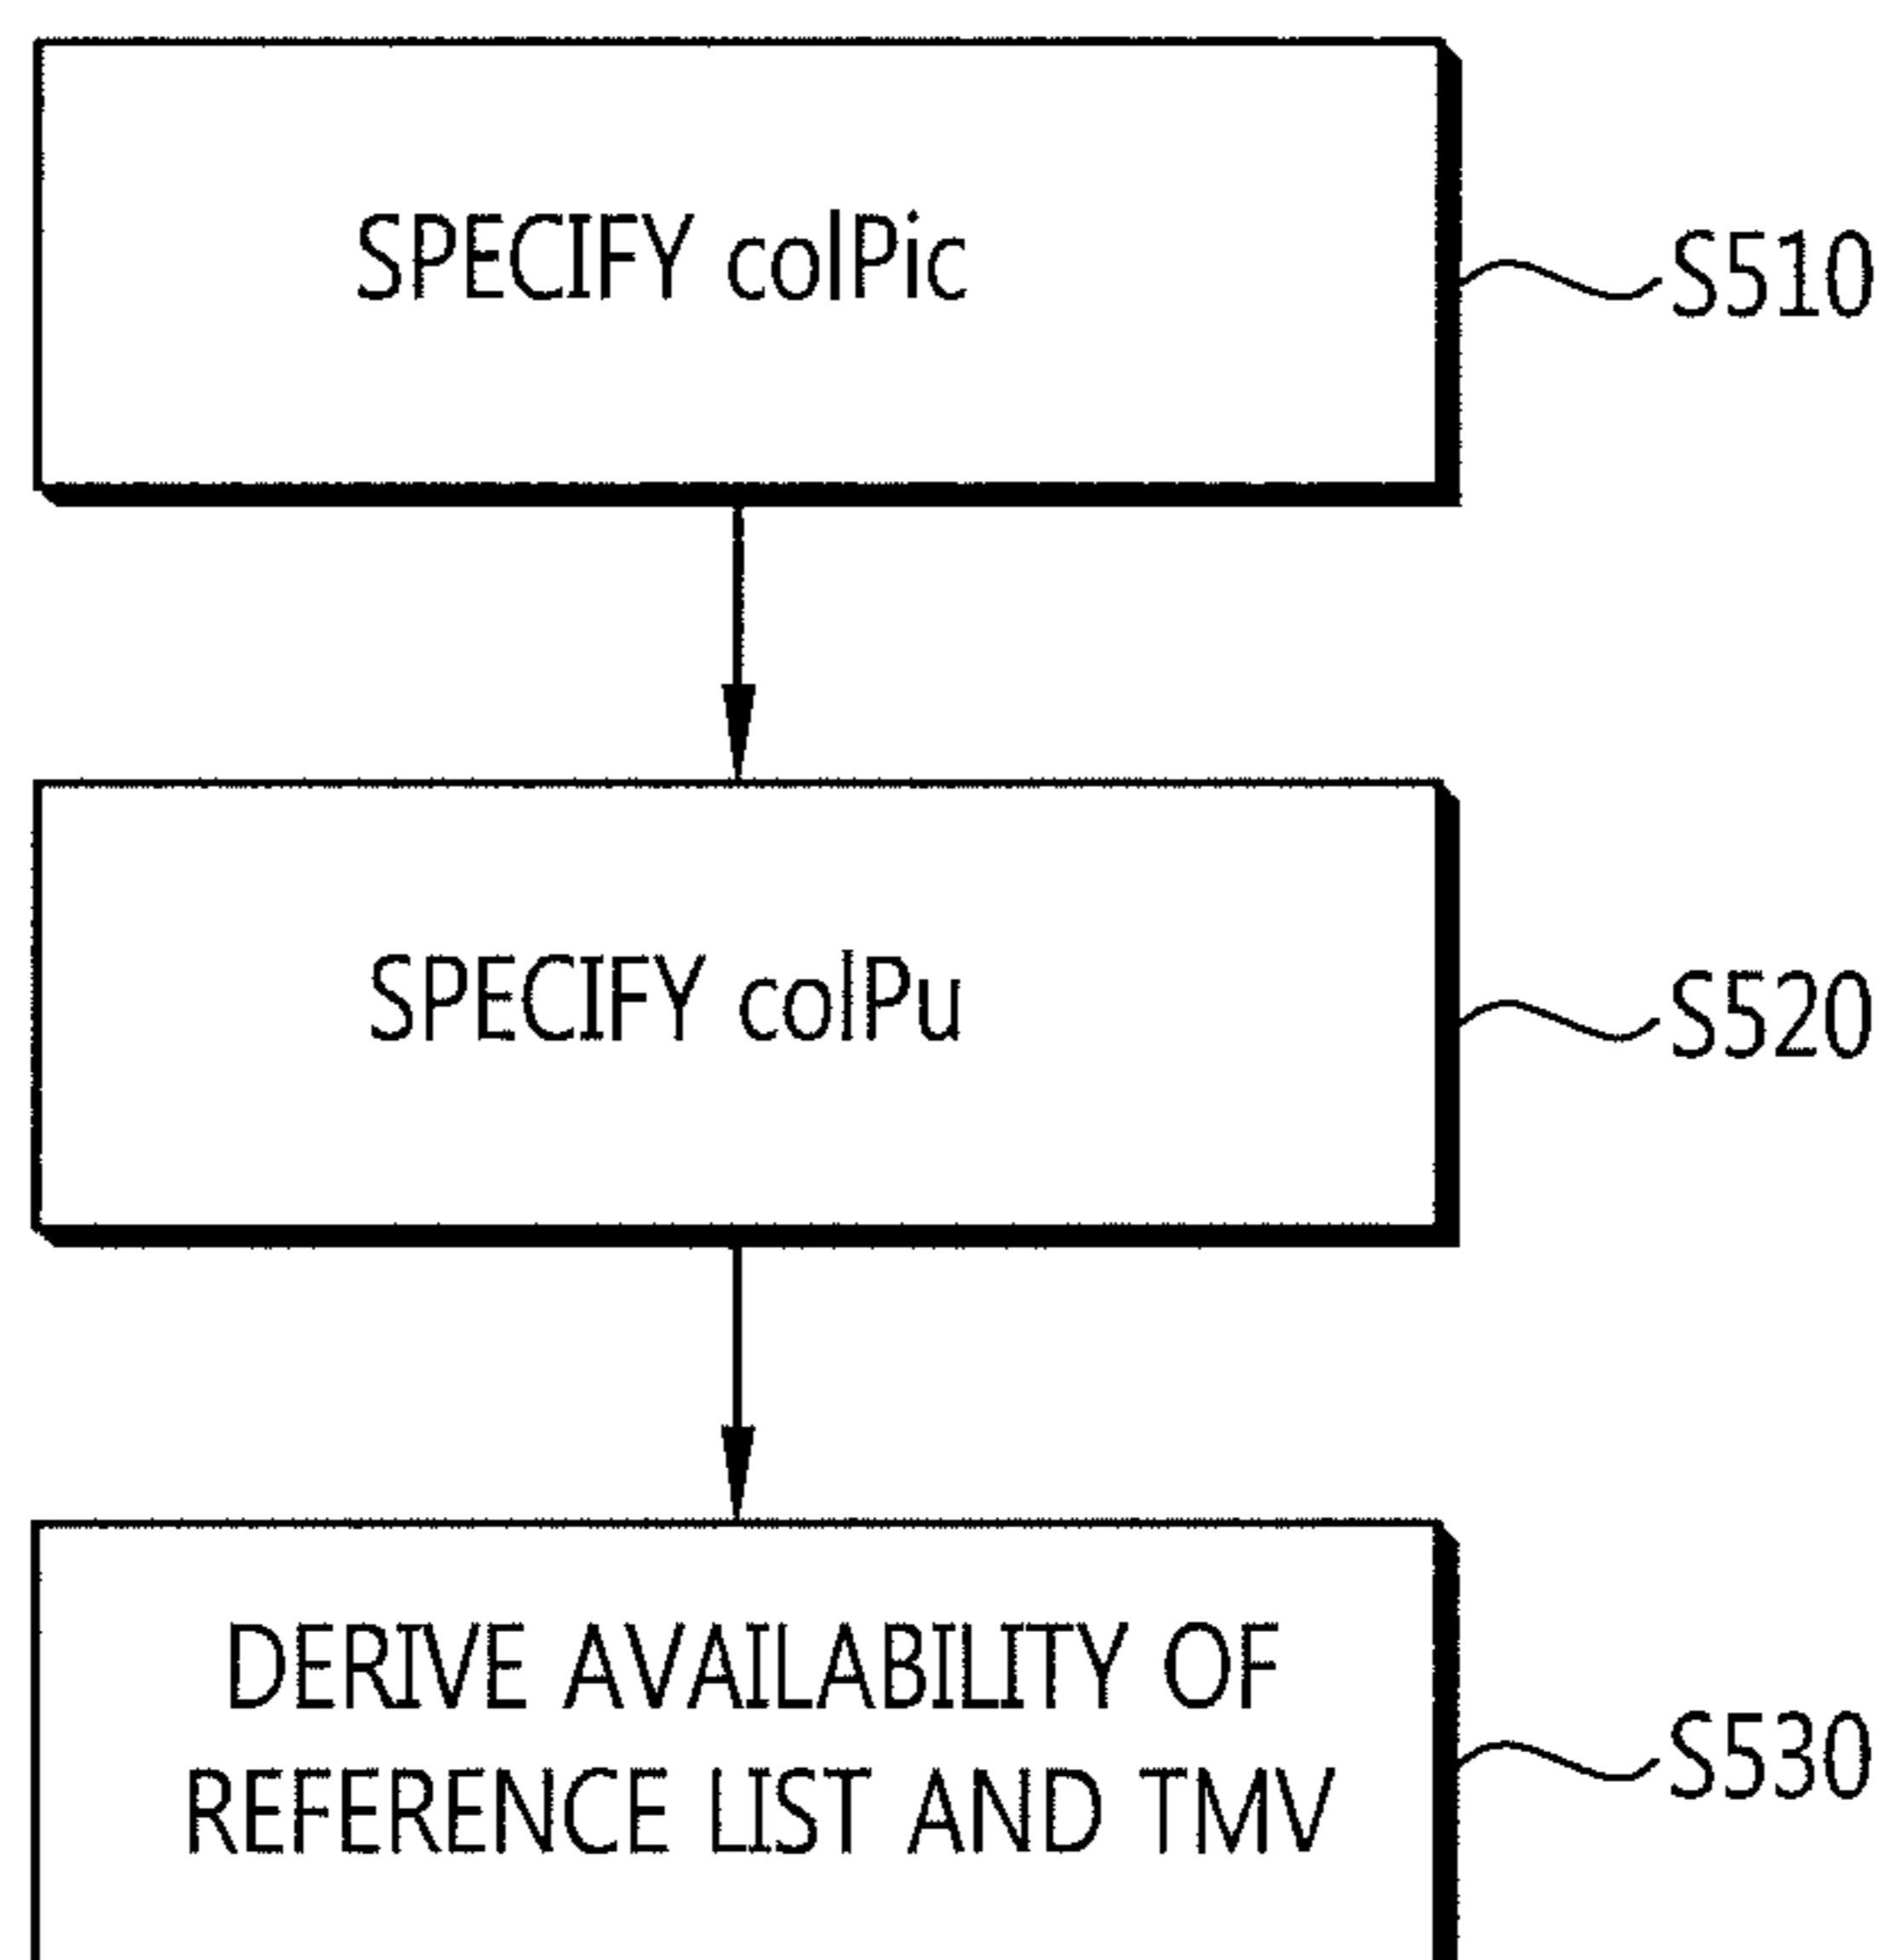 SPECIFY colPic
S510
SPECIFY colPu
S520
DERIVE AVAILABILITY OF
REFERENCE LIST AND TMV
S530